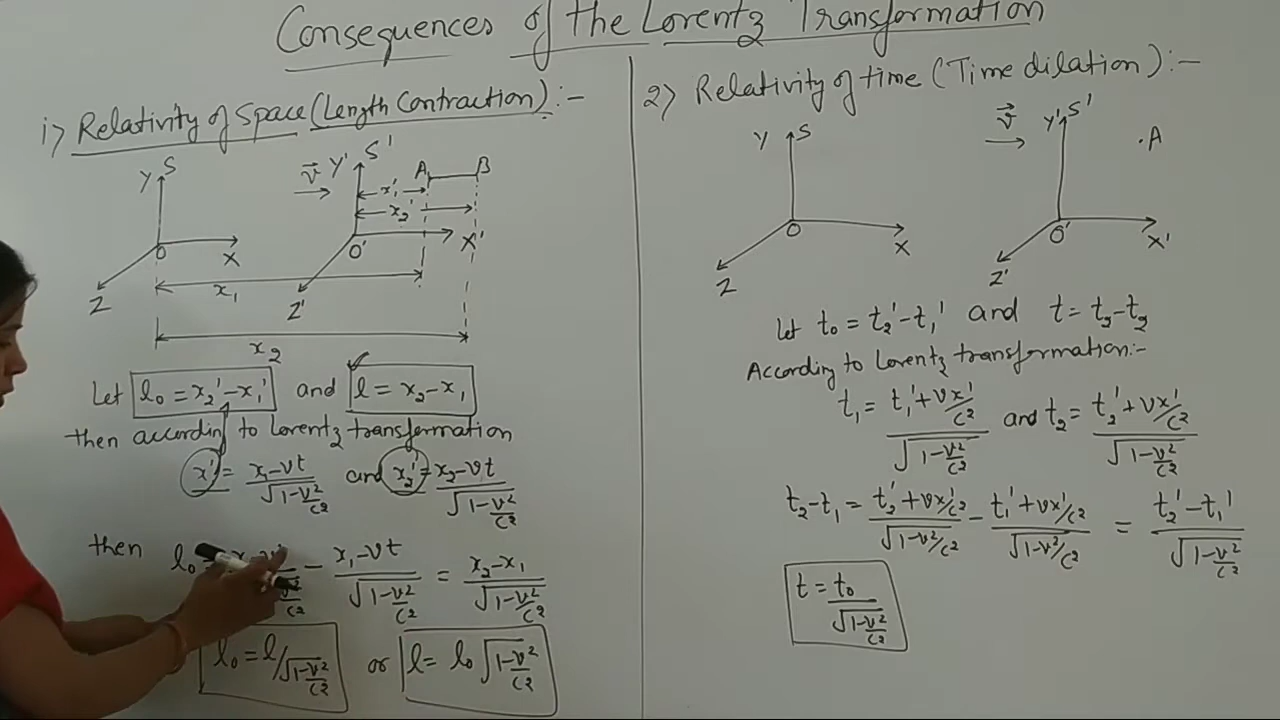 Consequences of the Lorentz Transformation
i) Relativity of space (Length Contraction) :-
Y S
v⃗ Y' S' A B
x₁'
x₂'
O X O' X'
Z x₁ Z'
x₂
Let l₀ = x₂' - x₁' and l = x₂ - x₁
then according to Lorentz transformation
x' = x₁-vt/√(1-v²/c²) and x₂' = x₂-vt/√(1-v²/c²)
then l₀ - x₁-vt/√(1-v²/c²) = x₂-x₁/√(1-v²/c²)
l₀ = l/√(1-v²/c²) or l = l₀ √(1-v²/c²)
2) Relativity of time (Time dilation) :-
Y S v⃗ Y' S' .A
O X O' X'
Z Z'
Let t₀ = t₂' - t₁' and t = t₂ - t₂
According to Lorentz transformation:-
t₁ = t₁' + vx'/c²/√(1-v²/c²) and t₂ = t₂' + vx'/c²/√(1-v²/c²)
t₂-t₁ = t₂' + vx'/c²/√(1-v²/c²) - t₁' + vx'/c²/√(1-v²/c²) = t₂' - t₁'/√(1-v²/c²)
t = t₀/√(1-v²/c²)